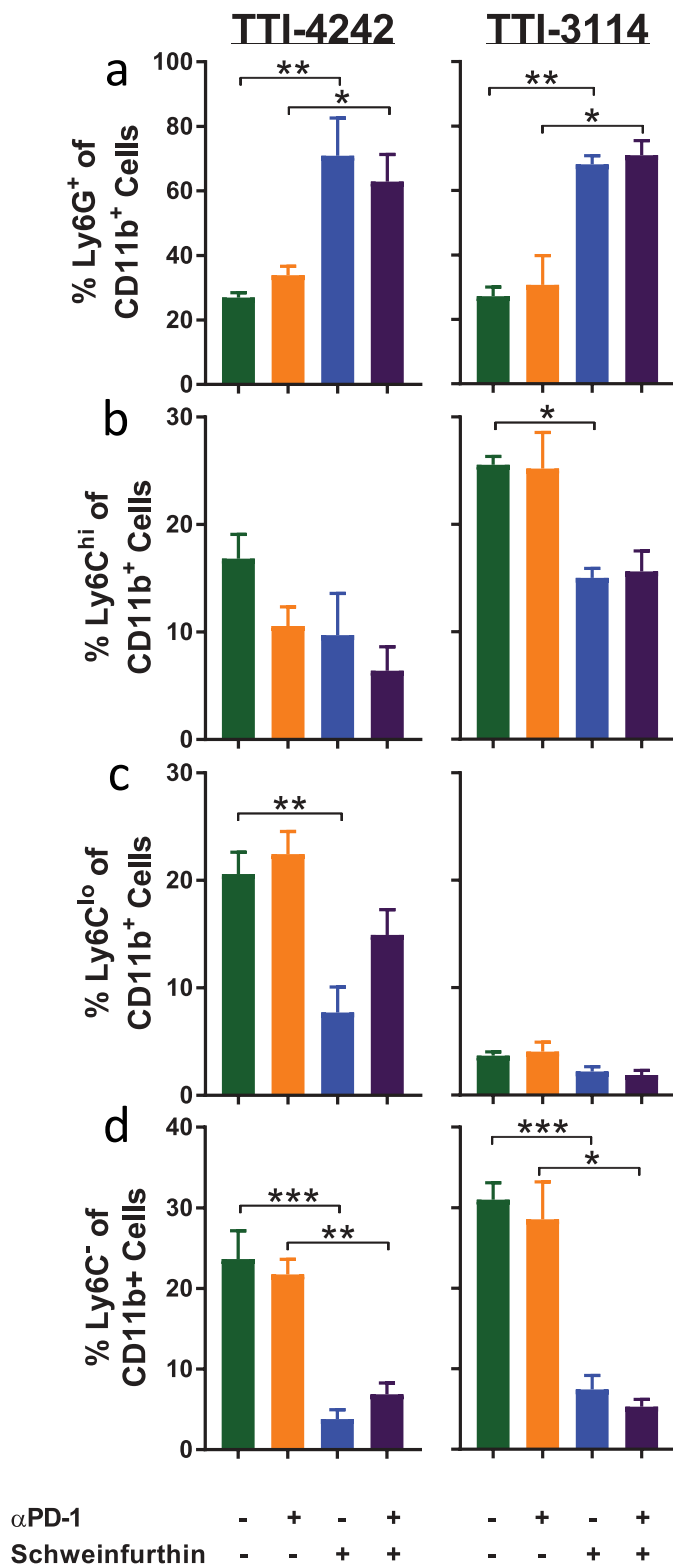 TTI-4242 TTI-3114
a
% Ly6G⁺ of
CD11b⁺ Cells
100
80
60
40
20
0
** *
** *
b
% Ly6Cʰⁱ of
CD11b⁺ Cells
30
20
10
0
*
c
% Ly6Cˡᵒ of
CD11b⁺ Cells
30
20
10
0
**
d
% Ly6C⁻ of
CD11b+ Cells
40
30
20
10
0
*** **
*** *
αPD-1 - + - + - + - +
Schweinfurthin - - + + - - + +